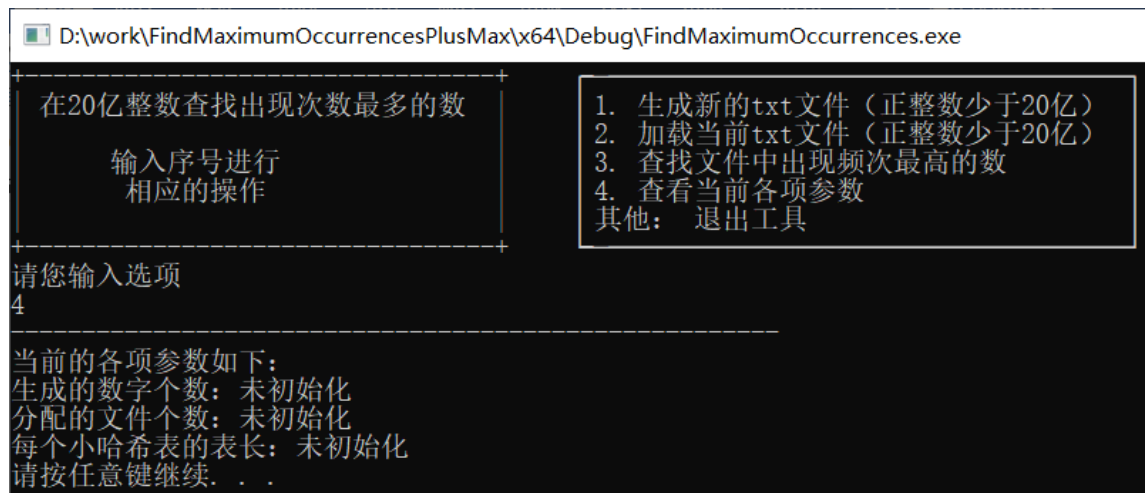 D:\work\FindMaximumOccurrencesPlusMax\x64\Debug\FindMaximumOccurrences.exe
在20亿整数查找出现次数最多的数
输入序号进行
相应的操作
1. 生成新的txt文件（正整数少于20亿）
2. 加载当前txt文件（正整数少于20亿）
3. 查找文件中出现频次最高的数
4. 查看当前各项参数
其他： 退出工具
请您输入选项
4
当前的各项参数如下：
生成的数字个数：未初始化
分配的文件个数：未初始化
每个小哈希表的表长：未初始化
请按任意键继续. . .